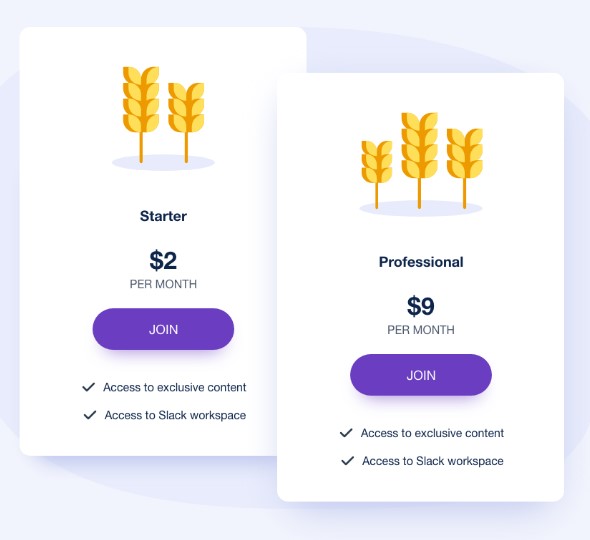 Starter
$2
PER MONTH
JOIN
Access to exclusive content
Access to Slack workspace
Professional
$9
PER MONTH
JOIN
Access to exclusive content
Access to Slack workspace